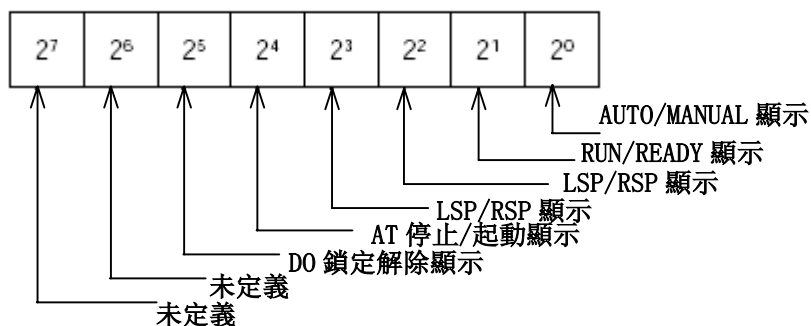 2⁷ 2⁶ 2⁵ 2⁴ 2³ 2² 2¹ 2⁰
AUTO/MANUAL 顯示
RUN/READY 顯示
LSP/RSP 顯示
LSP/RSP 顯示
AT 停止/起動顯示
DO 鎖定解除顯示
未定義
未定義